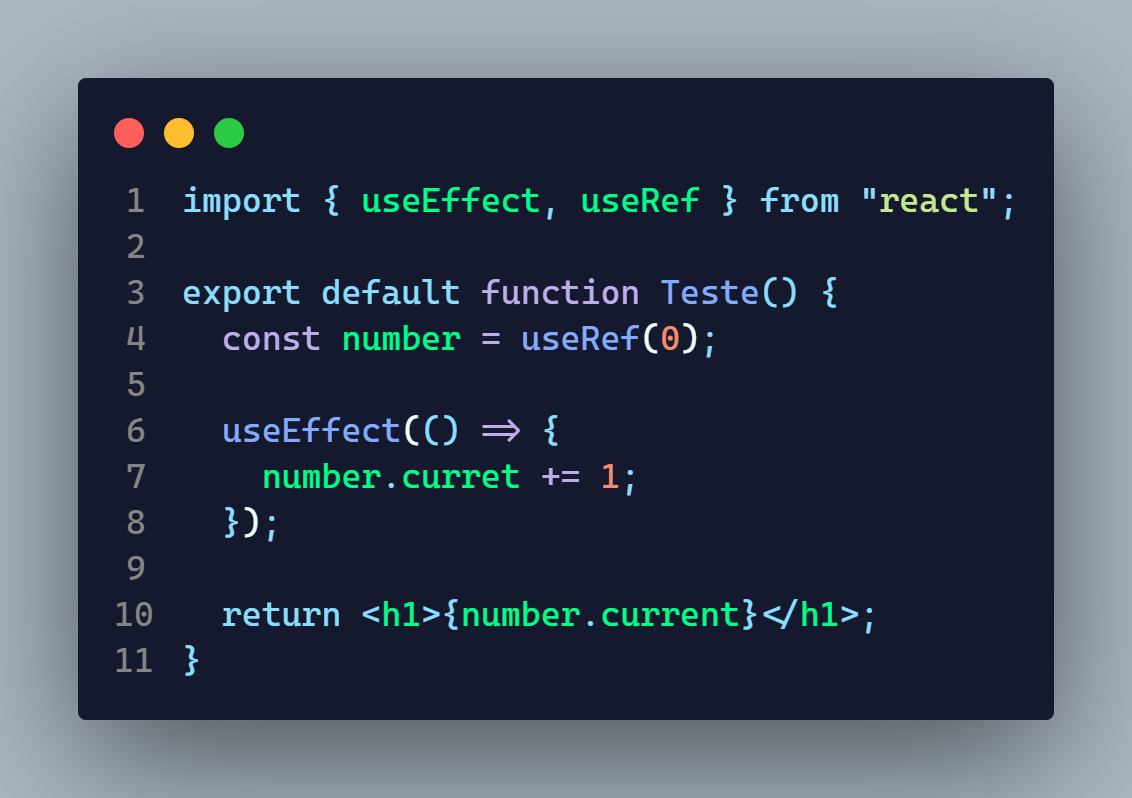 1 import { useEffect, useRef } from "react";
2
3 export default function Teste() {
4   const number = useRef(0);
5
6   useEffect(() => {
7     number.curret += 1;
8   });
9
10   return <h1>{number.current}</h1>;
11 }